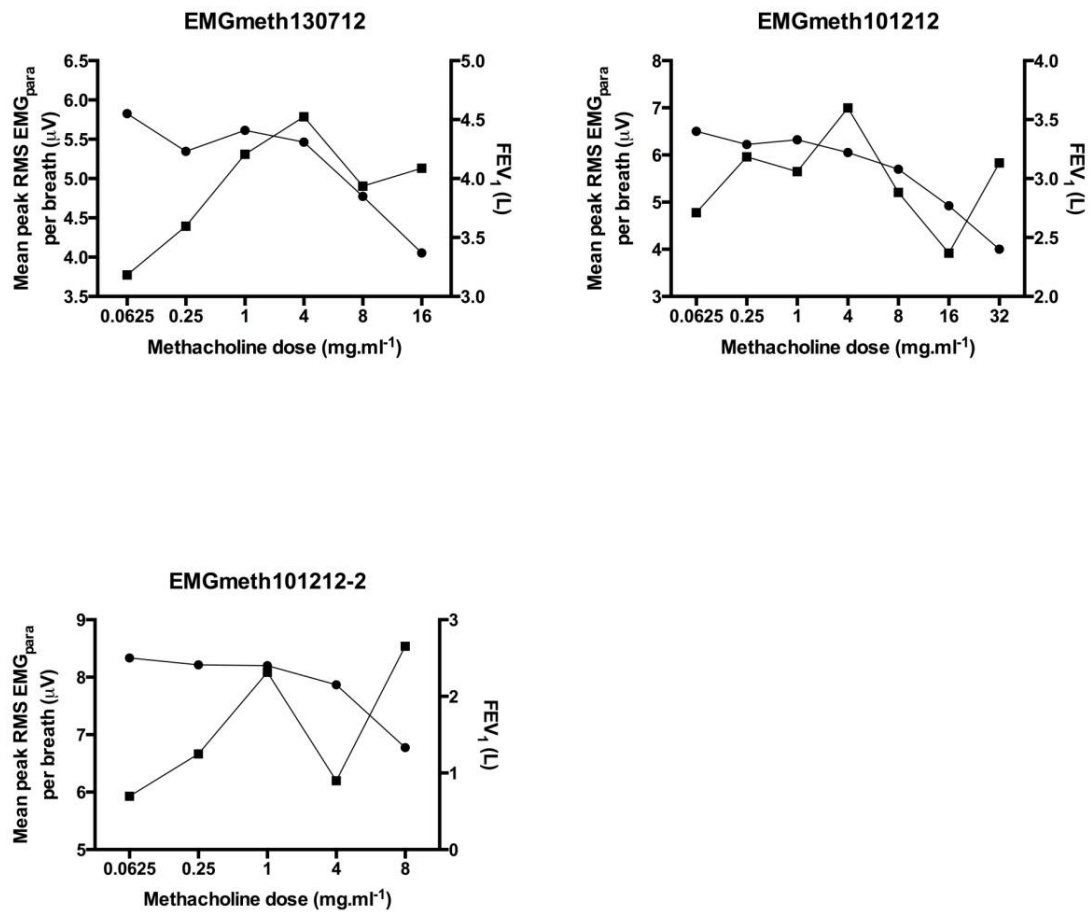 EMGmeth130712
Mean peak RMS EMGpara
per breath (μV)
6.5
6.0
5.5
5.0
4.5
4.0
3.5
5.0
4.5
4.0
3.5
3.0
FEV1 (L)
0.0625 0.25 1 4 8 16
Methacholine dose (mg.ml-1)
EMGmeth101212
Mean peak RMS EMGpara
per breath (μV)
8
7
6
5
4
3
4.0
3.5
3.0
2.5
2.0
FEV1 (L)
0.0625 0.25 1 4 8 16 32
Methacholine dose (mg.ml-1)
EMGmeth101212-2
Mean peak RMS EMGpara
per breath (μV)
9
8
7
6
5
3
2
1
0
FEV1 (L)
0.0625 0.25 1 4 8
Methacholine dose (mg.ml-1)